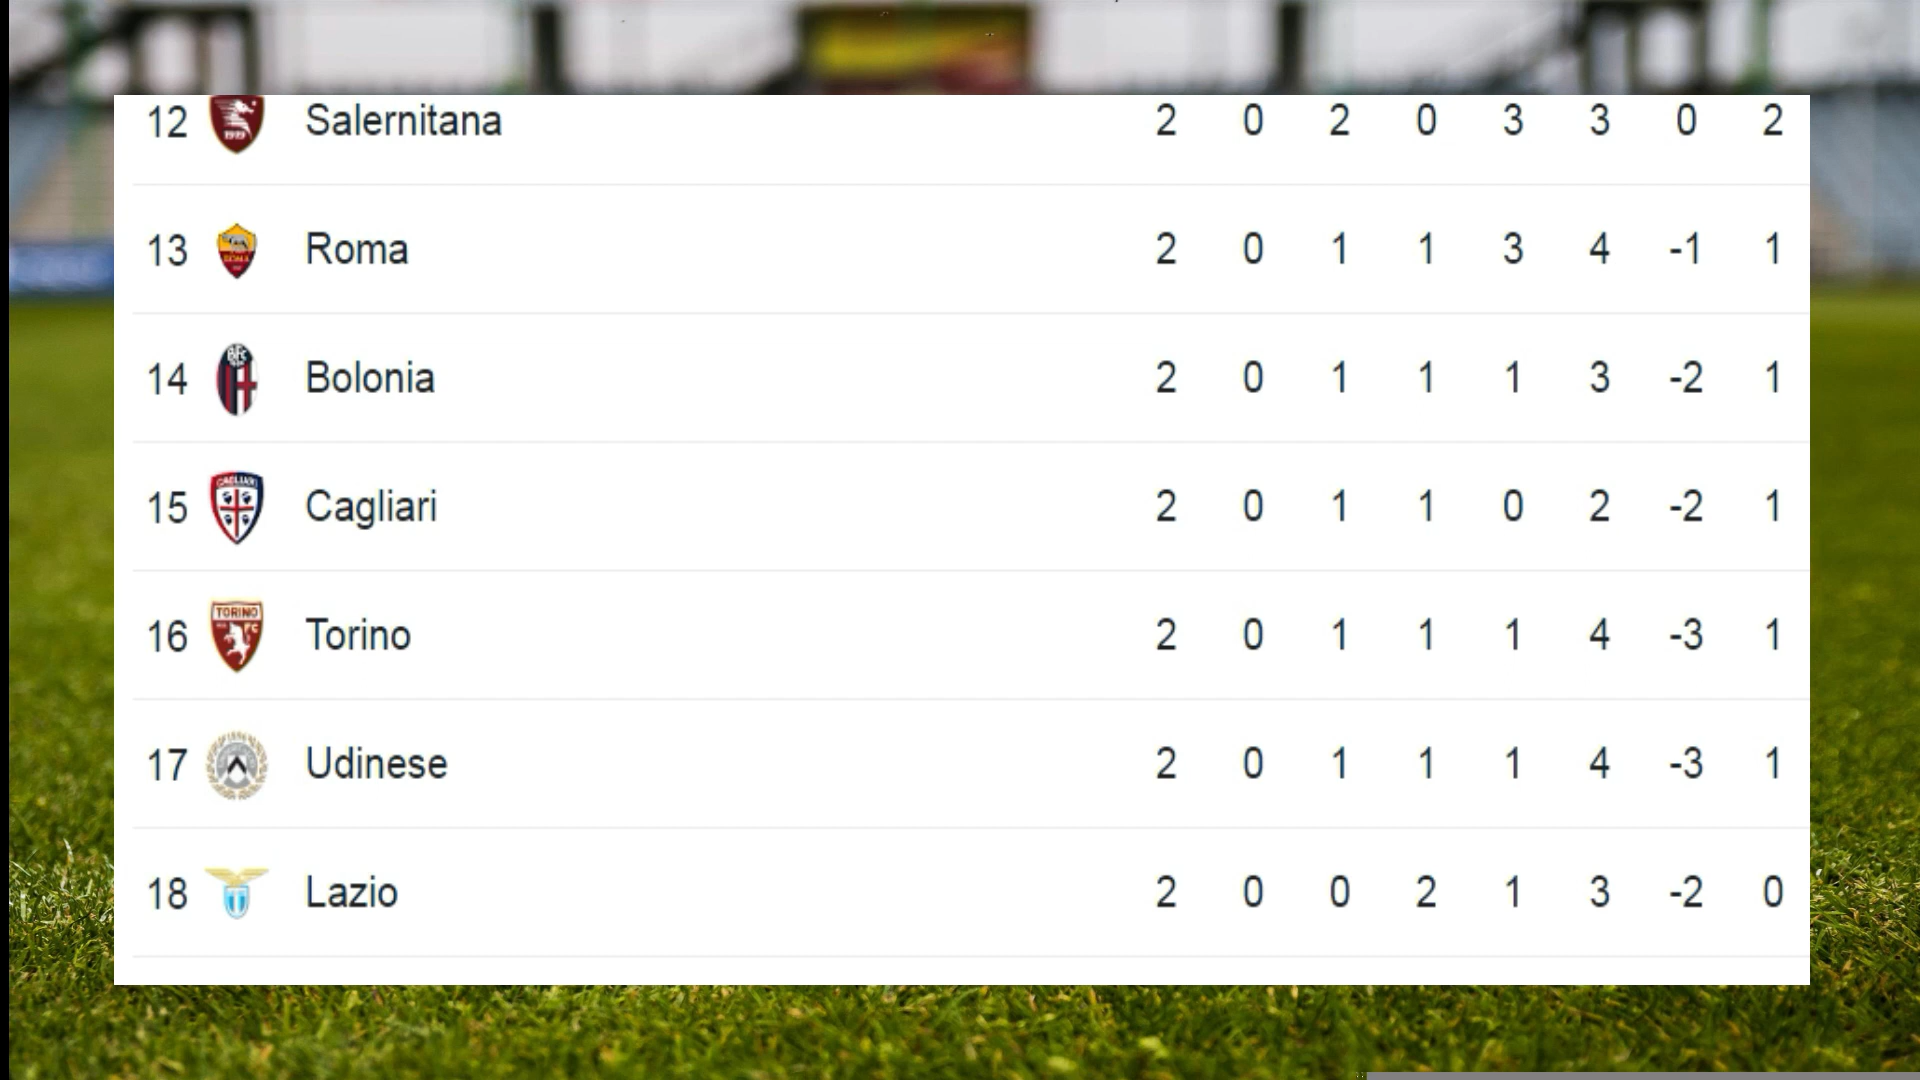 12 Salernitana 2 0 2 0 3 3 0 2
13 Roma 2 0 1 1 3 4 -1 1
14 Bolonia 2 0 1 1 1 3 -2 1
15 Cagliari 2 0 1 1 0 2 -2 1
16 Torino 2 0 1 1 1 4 -3 1
17 Udinese 2 0 1 1 1 4 -3 1
18 Lazio 2 0 0 2 1 3 -2 0